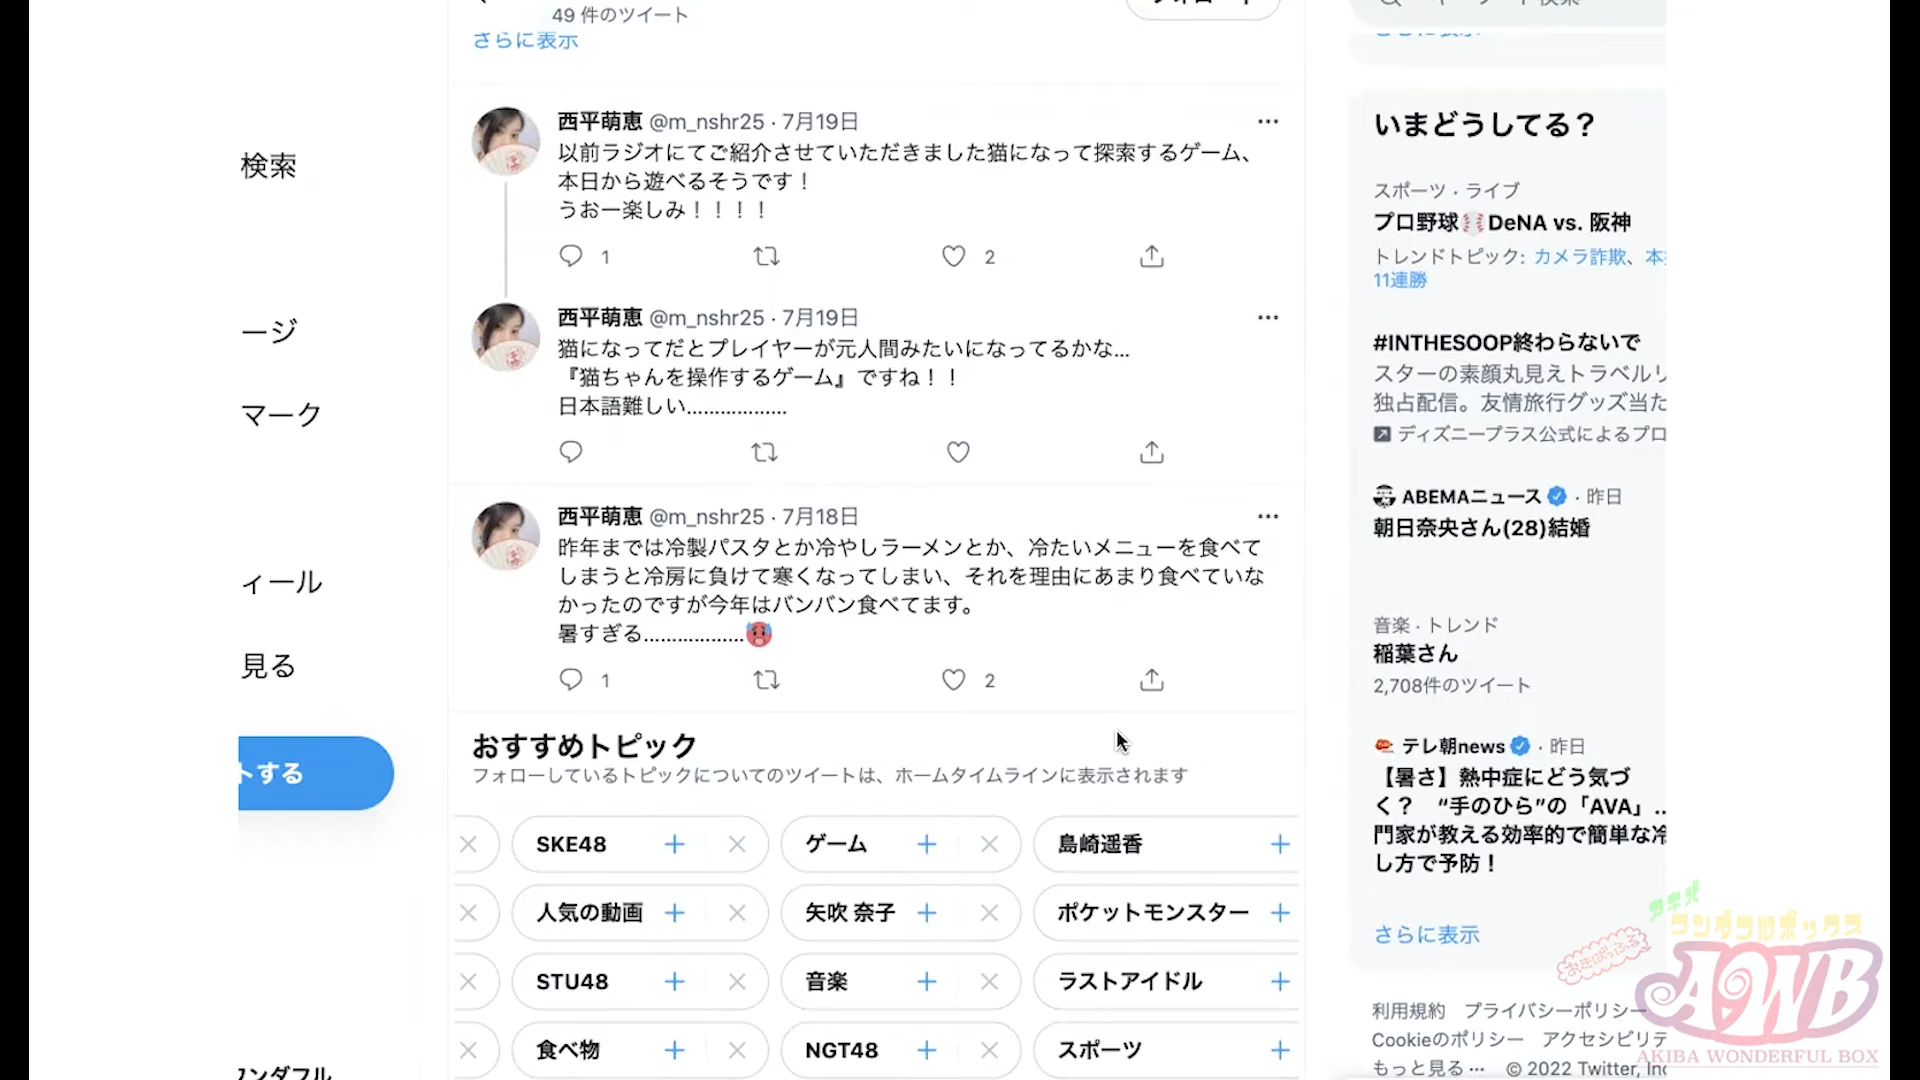 49 件のツイート
さらに表示
検索
ージ
マーク
ィール
見る
トする
ワンダフル
西平萌恵 @m_nshr25 · 7月19日
以前ラジオにてご紹介させていただきました猫になって探索するゲーム、
本日から遊べるそうです！
うおー楽しみ！！！！
1
2
西平萌恵 @m_nshr25 · 7月19日
猫になってだとプレイヤーが元人間みたいになってるかな...
『猫ちゃんを操作するゲーム』ですね！！
日本語難しい..................
西平萌恵 @m_nshr25 · 7月18日
昨年までは冷製パスタとか冷やしラーメンとか、冷たいメニューを食べて
しまうと冷房に負けて寒くなってしまい、それを理由にあまり食べていな
かったのですが今年はバンバン食べてます。
暑すぎる..................🥵
1
2
おすすめトピック
フォローしているトピックについてのツイートは、ホームタイムラインに表示されます
SKE48
ゲーム
島崎遥香
人気の動画
矢吹 奈子
ポケットモンスター
STU48
音楽
ラストアイドル
食べ物
NGT48
スポーツ
いまどうしてる？
スポーツ · ライブ
プロ野球⚾DeNA vs. 阪神
トレンドトピック: カメラ詐欺、本
11連勝
#INTHESOOP終わらないで
スターの素顔丸見えトラベルリ
独占配信。友情旅行グッズ当た
ディズニープラス公式によるプロ
ABEMAニュース · 昨日
朝日奈央さん(28)結婚
音楽 · トレンド
稲葉さん
2,708件のツイート
テレ朝news · 昨日
【暑さ】熱中症にどう気づ
く？ “手のひら”の「AVA」...
門家が教える効率的で簡単な冷
し方で予防！
さらに表示
利用規約 プライバシーポリシー
Cookieのポリシー アクセシビリテ
もっと見る ... © 2022 Twitter, Inc
アキバ
ワンダフルボックス
おきばっふる
AWB
AKIBA WONDERFUL BOX